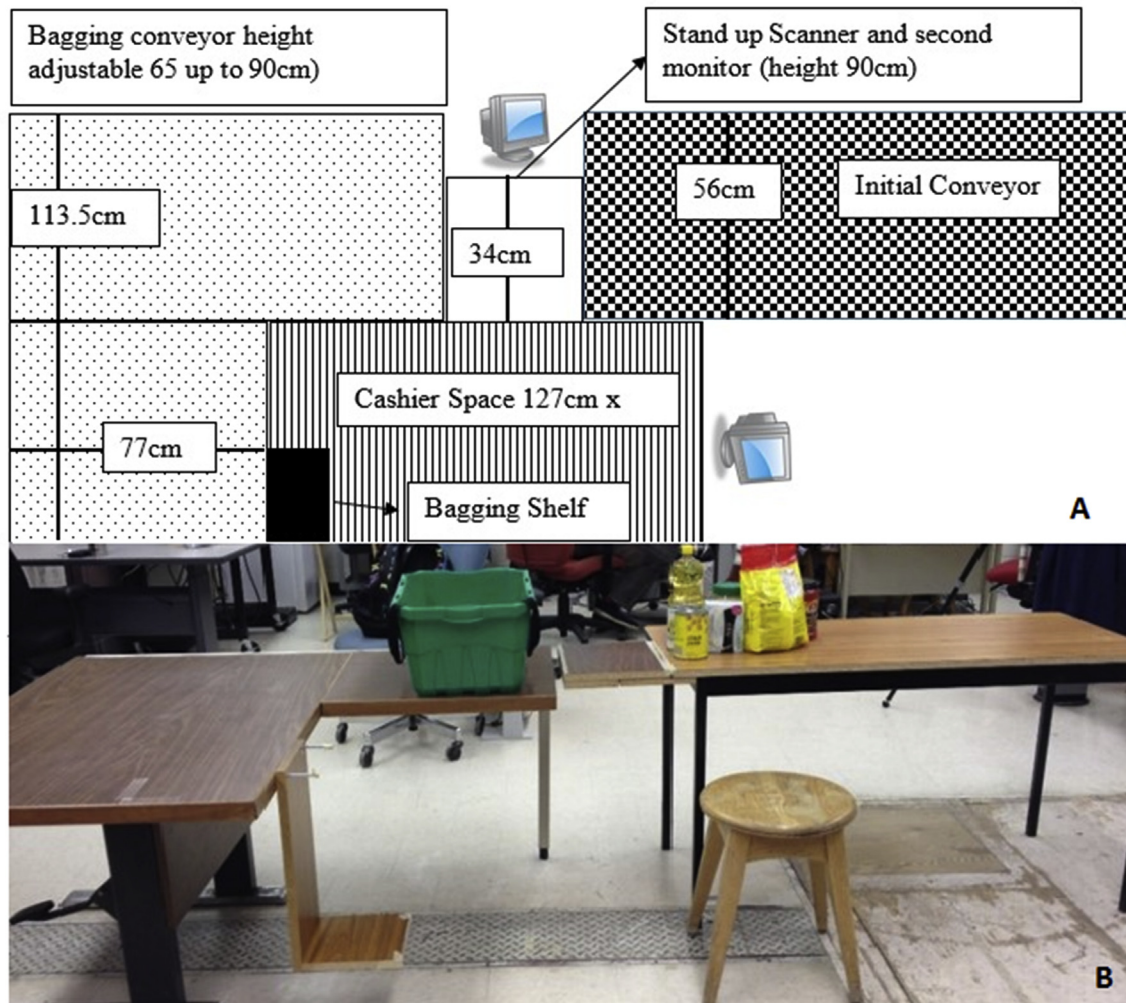 Bagging conveyor height
adjustable 65 up to 90cm)
Stand up Scanner and second
monitor (height 90cm)
113.5cm
34cm
56cm
Initial Conveyor
Cashier Space 127cm x
77cm
Bagging Shelf
A
B